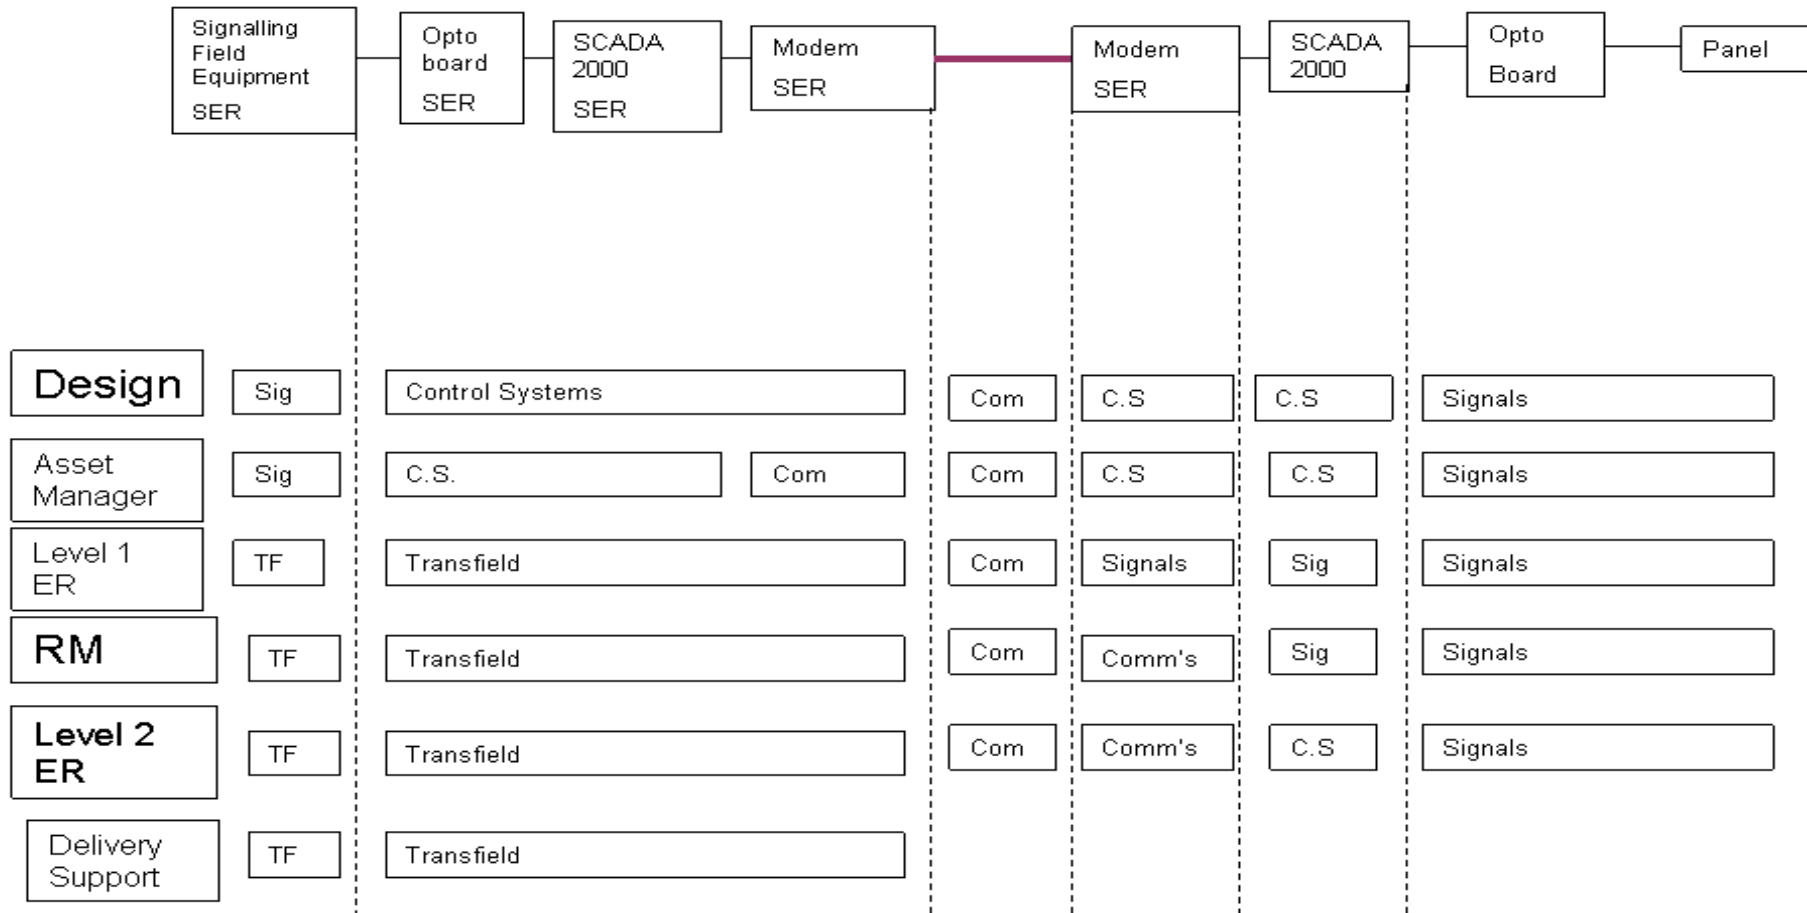 Signalling
Field
Equipment
SER
Opto
board
SER
SCADA
2000
SER
Modem
SER
Modem
SER
SCADA
2000
Opto
Board
Panel
Design
Sig
Control Systems
Com
C.S
C.S
Signals
Asset
Manager
Sig
C.S.
Com
Com
C.S
C.S
Signals
Level 1
ER
TF
Transfield
Com
Signals
Sig
Signals
RM
TF
Transfield
Com
Comm's
Sig
Signals
Level 2
ER
TF
Transfield
Com
Comm's
C.S
Signals
Delivery
Support
TF
Transfield